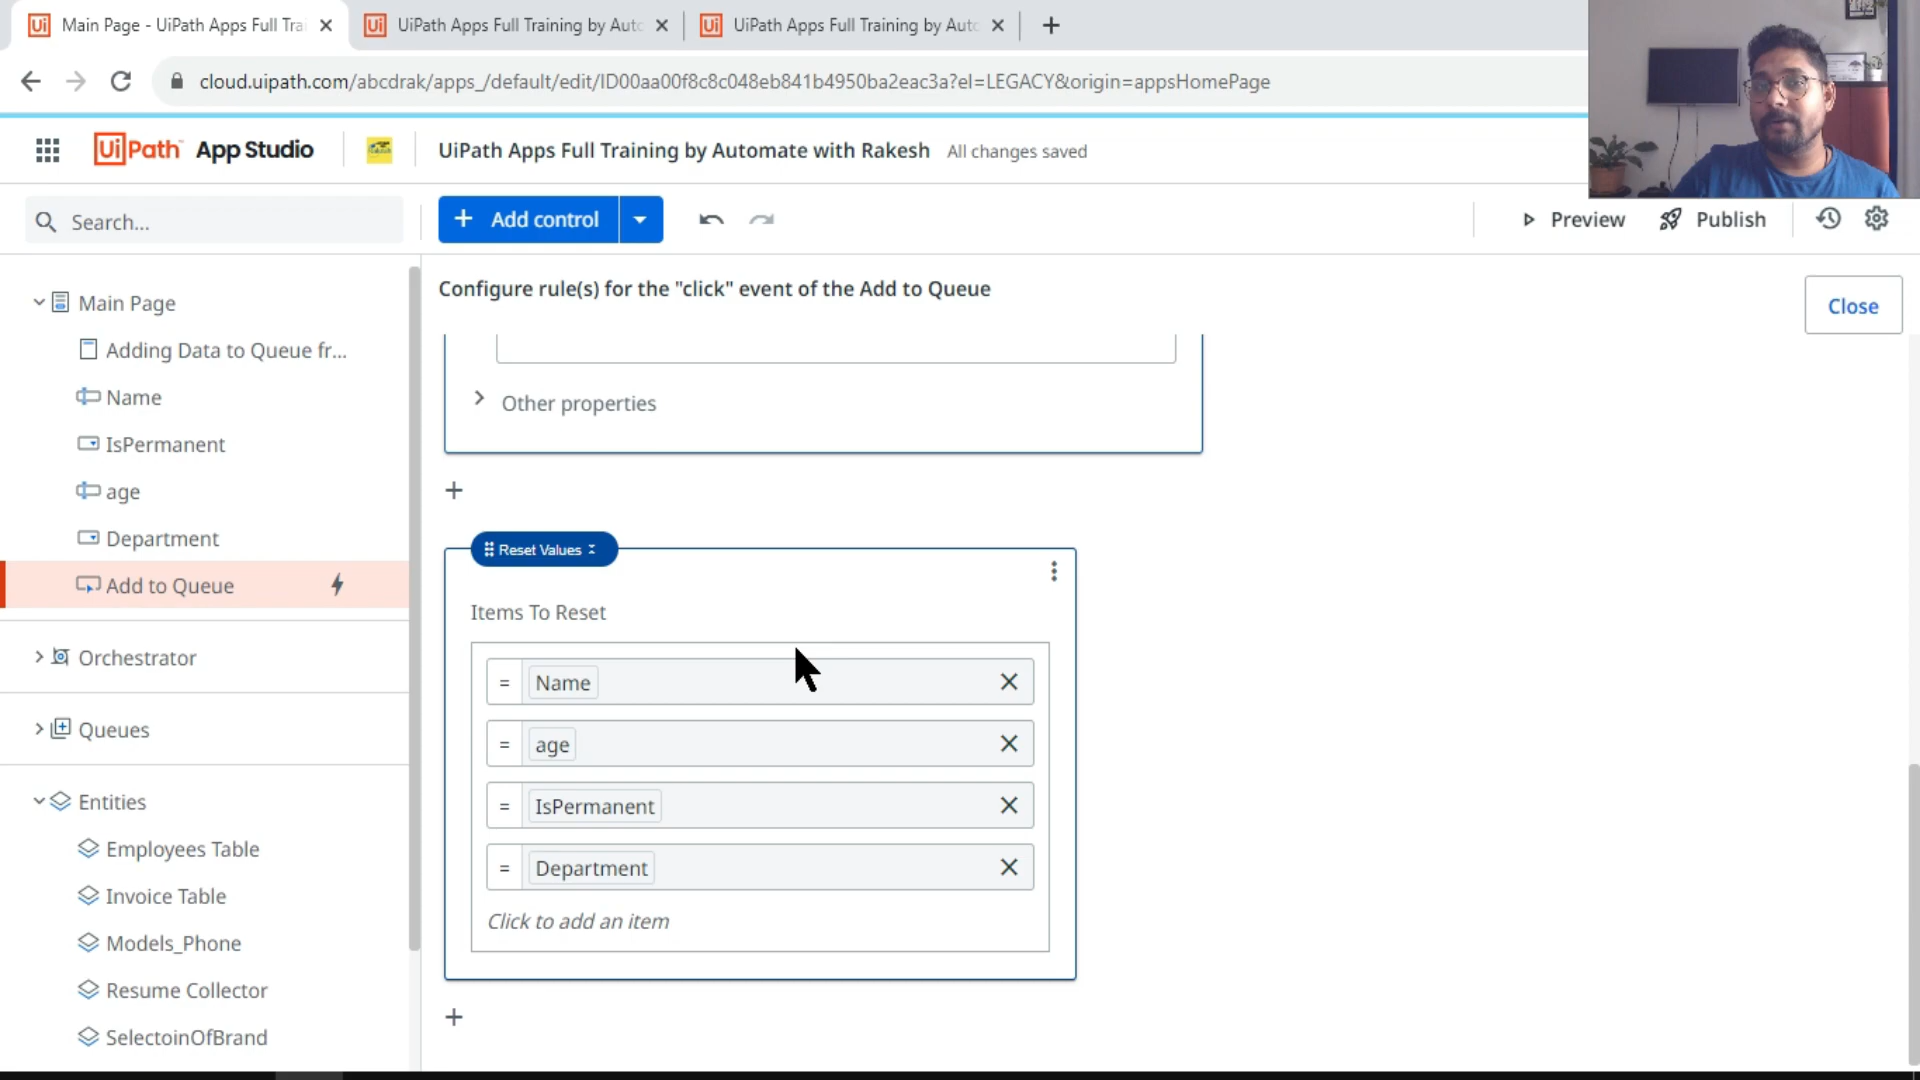 Main Page - UiPath Apps Full Trai
UiPath Apps Full Training by Auto
UiPath Apps Full Training by Auto
cloud.uipath.com/abcdrak/apps_/default/edit/ID00aa00f8c8c048eb841b4950ba2eac3a?el=LEGACY&origin=appsHomePage
UiPath App Studio
UiPath Apps Full Training by Automate with Rakesh All changes saved
Search...
+ Add control
Preview
Publish
Configure rule(s) for the "click" event of the Add to Queue
Close
Main Page
Adding Data to Queue fr...
Name
IsPermanent
age
Department
Add to Queue
Orchestrator
Queues
Entities
Employees Table
Invoice Table
Models_Phone
Resume Collector
SelectoinOfBrand
Other properties
+
Reset Values
Items To Reset
= Name
= age
= IsPermanent
= Department
Click to add an item
+